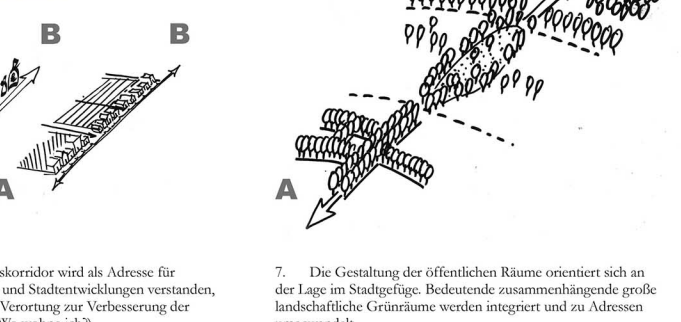 B
B
A
A
skorridor wird als Adresse für
und Stadtentwicklungen verstanden,
Verortung zur Verbesserung der
7. Die Gestaltung der öffentlichen Räume orientiert sich an
der Lage im Stadtgefüge. Bedeutende zusammenhängende große
landschaftliche Grünräume werden integriert und zu Adressen